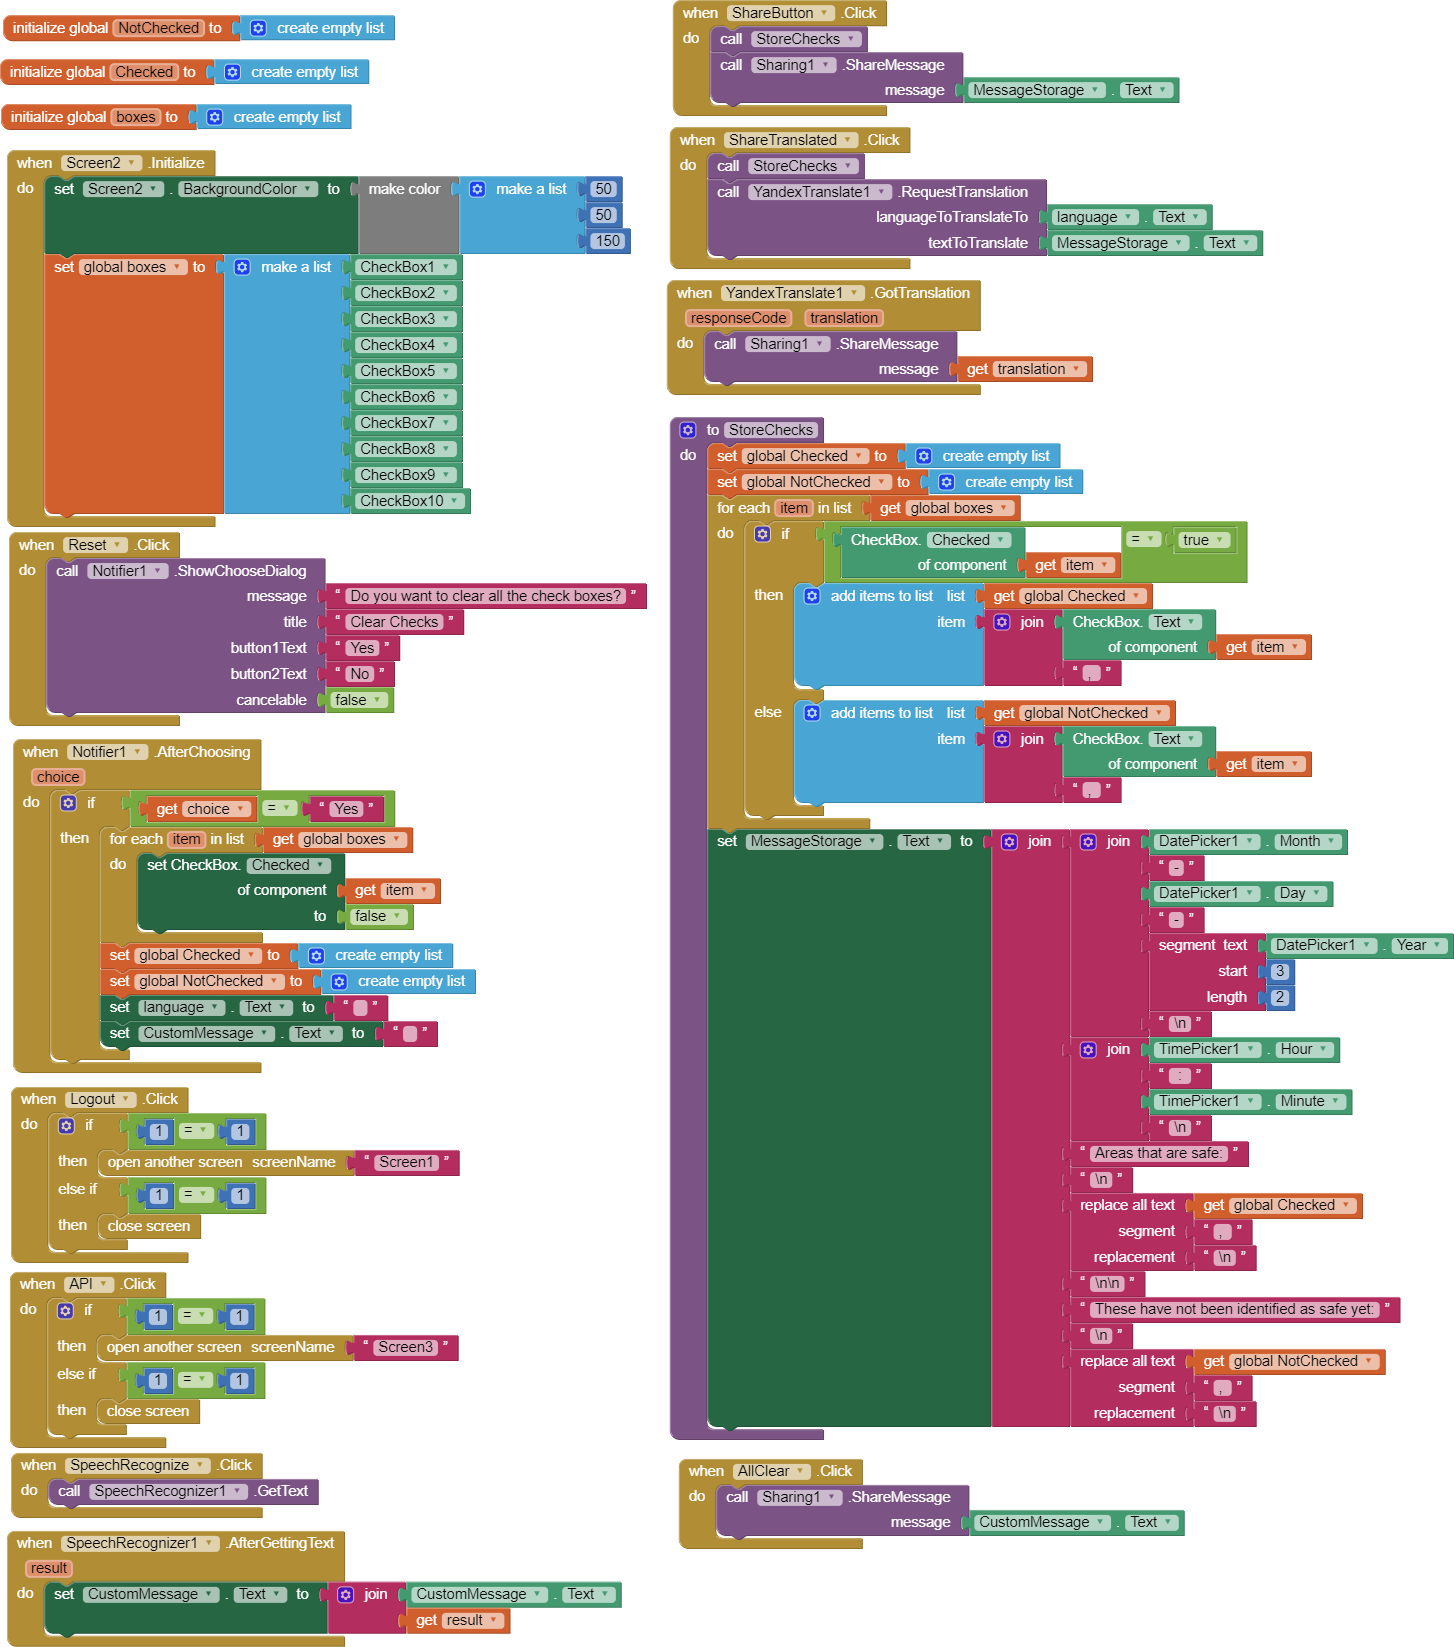 initialize global NotChecked to create empty list
initialize global Checked to create empty list
initialize global boxes to create empty list
when Screen2 .Initialize
do set Screen2 . BackgroundColor to make color make a list 50
50
150
set global boxes to make a list CheckBox1
CheckBox2
CheckBox3
CheckBox4
CheckBox5
CheckBox6
CheckBox7
CheckBox8
CheckBox9
CheckBox10
when Reset .Click
do call Notifier1 .ShowChooseDialog
message " Do you want to clear all the check boxes? "
title " Clear Checks "
button1Text " Yes "
button2Text " No "
cancelable false
when Notifier1 .AfterChoosing
choice
do if get choice = " Yes "
then for each item in list get global boxes
do set CheckBox. Checked
of component get item
to false
set global Checked to create empty list
set global NotChecked to create empty list
set language . Text to " "
set CustomMessage . Text to " "
when Logout .Click
do if 1 = 1
then open another screen screenName " Screen1 "
else if 1 = 1
then close screen
when API .Click
do if 1 = 1
then open another screen screenName " Screen3 "
else if 1 = 1
then close screen
when SpeechRecognize .Click
do call SpeechRecognizer1 .GetText
when SpeechRecognizer1 .AfterGettingText
result
do set CustomMessage . Text to join CustomMessage . Text
get result
when ShareButton .Click
do call StoreChecks
call Sharing1 .ShareMessage
message MessageStorage . Text
when ShareTranslated .Click
do call StoreChecks
call YandexTranslate1 .RequestTranslation
languageToTranslateTo language . Text
textToTranslate MessageStorage . Text
when YandexTranslate1 .GotTranslation
responseCode translation
do call Sharing1 .ShareMessage
message get translation
to StoreChecks
do set global Checked to create empty list
set global NotChecked to create empty list
for each item in list get global boxes
do if CheckBox. Checked = true
of component get item
then add items to list list get global Checked
item join CheckBox. Text
of component get item
" , "
else add items to list list get global NotChecked
item join CheckBox. Text
of component get item
" , "
set MessageStorage . Text to join join DatePicker1 . Month
" - "
DatePicker1 . Day
" - "
segment text DatePicker1 . Year
start 3
length 2
" \n "
join TimePicker1 . Hour
" : "
TimePicker1 . Minute
" \n "
" Areas that are safe: "
" \n "
replace all text get global Checked
segment " , "
replacement " \n "
" \n\n "
" These have not been identified as safe yet: "
" \n "
replace all text get global NotChecked
segment " , "
replacement " \n "
when AllClear .Click
do call Sharing1 .ShareMessage
message CustomMessage . Text